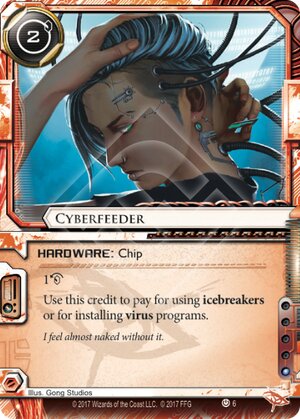 2
CYBERFEEDER
HARDWARE: Chip
1
Use this credit to pay for using icebreakers
or for installing virus programs.
I feel almost naked without it.
Illus. Gong Studios
© 2017 Wizards of the Coast LLC. © 2017 FFG
6